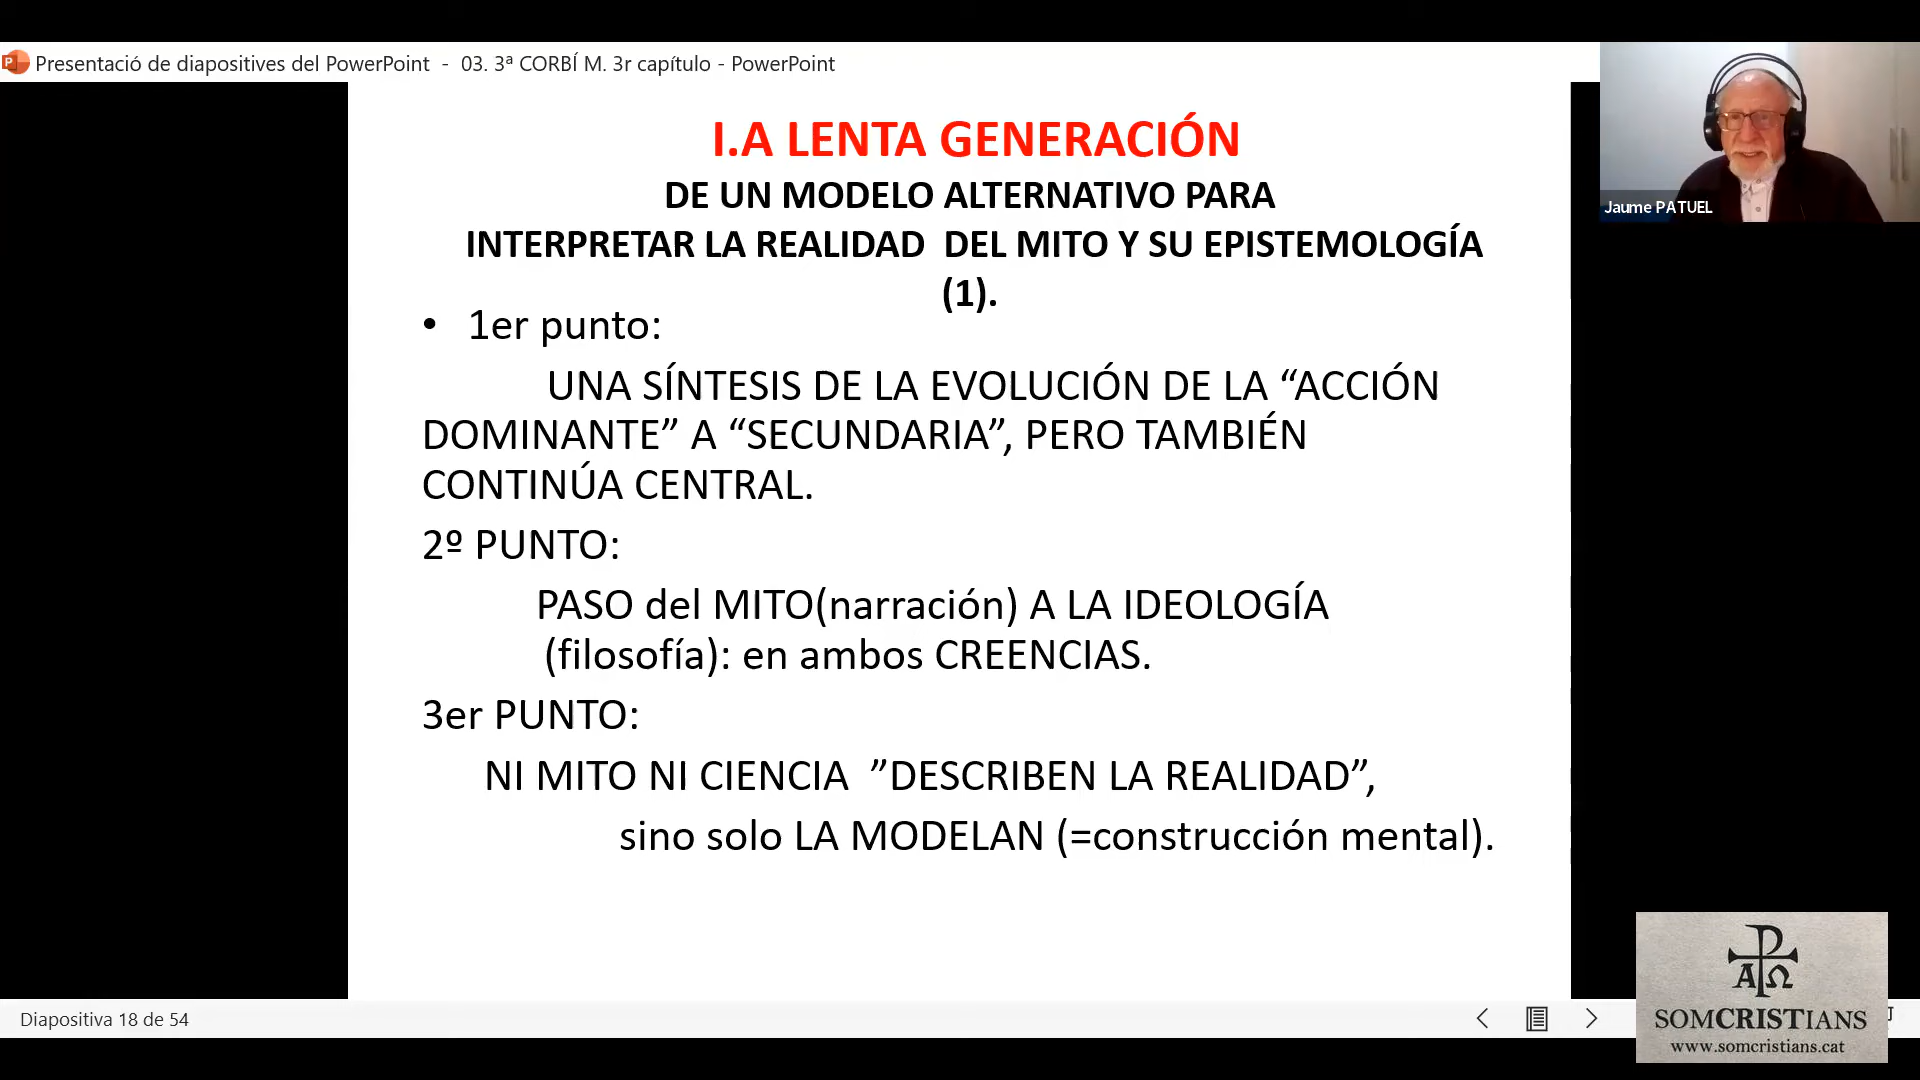 Presentació de diapositives del PowerPoint - 03. 3ª CORBÍ M. 3r capítulo - PowerPoint
Jaume PATUEL
I.A LENTA GENERACIÓN
DE UN MODELO ALTERNATIVO PARA
INTERPRETAR LA REALIDAD DEL MITO Y SU EPISTEMOLOGÍA
(1).
• 1er punto:
UNA SÍNTESIS DE LA EVOLUCIÓN DE LA “ACCIÓN
DOMINANTE” A “SECUNDARIA”, PERO TAMBIÉN
CONTINÚA CENTRAL.
2º PUNTO:
PASO del MITO(narración) A LA IDEOLOGÍA
(filosofía): en ambos CREENCIAS.
3er PUNTO:
NI MITO NI CIENCIA ”DESCRIBEN LA REALIDAD”,
sino solo LA MODELAN (=construcción mental).
Diapositiva 18 de 54
SOMCRISTIANS
www.somcristians.cat